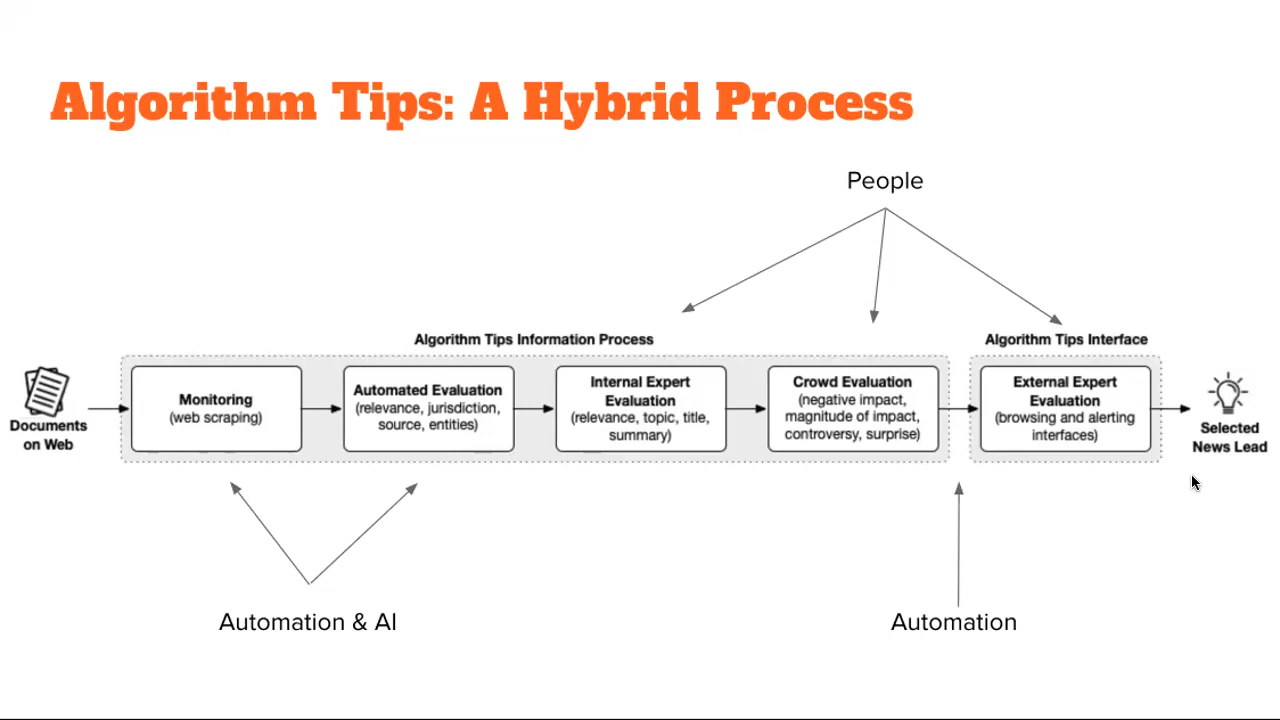 Algorithm Tips: A Hybrid Process
People
Algorithm Tips Information Process
Algorithm Tips Interface
Documents
on Web
Monitoring
(web scraping)
Automated Evaluation
(relevance, jurisdiction,
source, entities)
Internal Expert
Evaluation
(relevance, topic, title,
summary)
Crowd Evaluation
(negative impact,
magnitude of impact,
controversy, surprise)
External Expert
Evaluation
(browsing and alerting
interfaces)
Selected
News Lead
Automation & AI
Automation